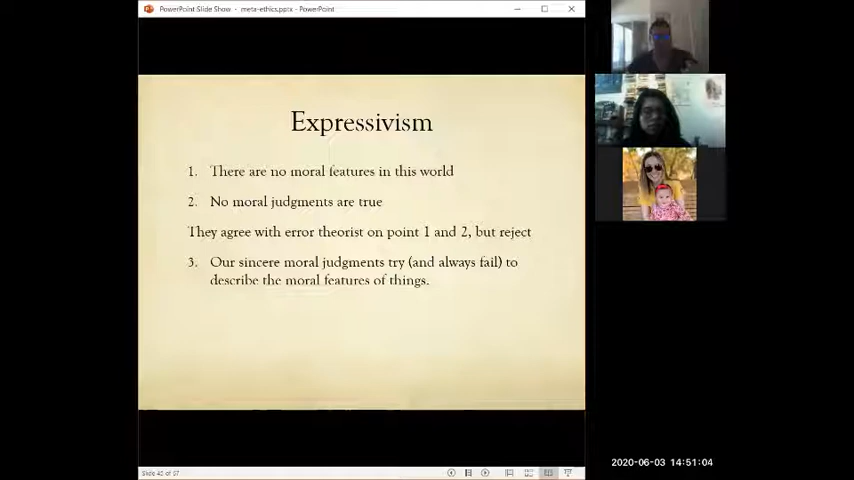 PowerPoint Slide Show - meta-ethics.pptx - PowerPoint
Expressivism
1. There are no moral features in this world
2. No moral judgments are true
They agree with error theorist on point 1 and 2, but reject
3. Our sincere moral judgments try (and always fail) to
describe the moral features of things.
2020-06-03 14:51:04